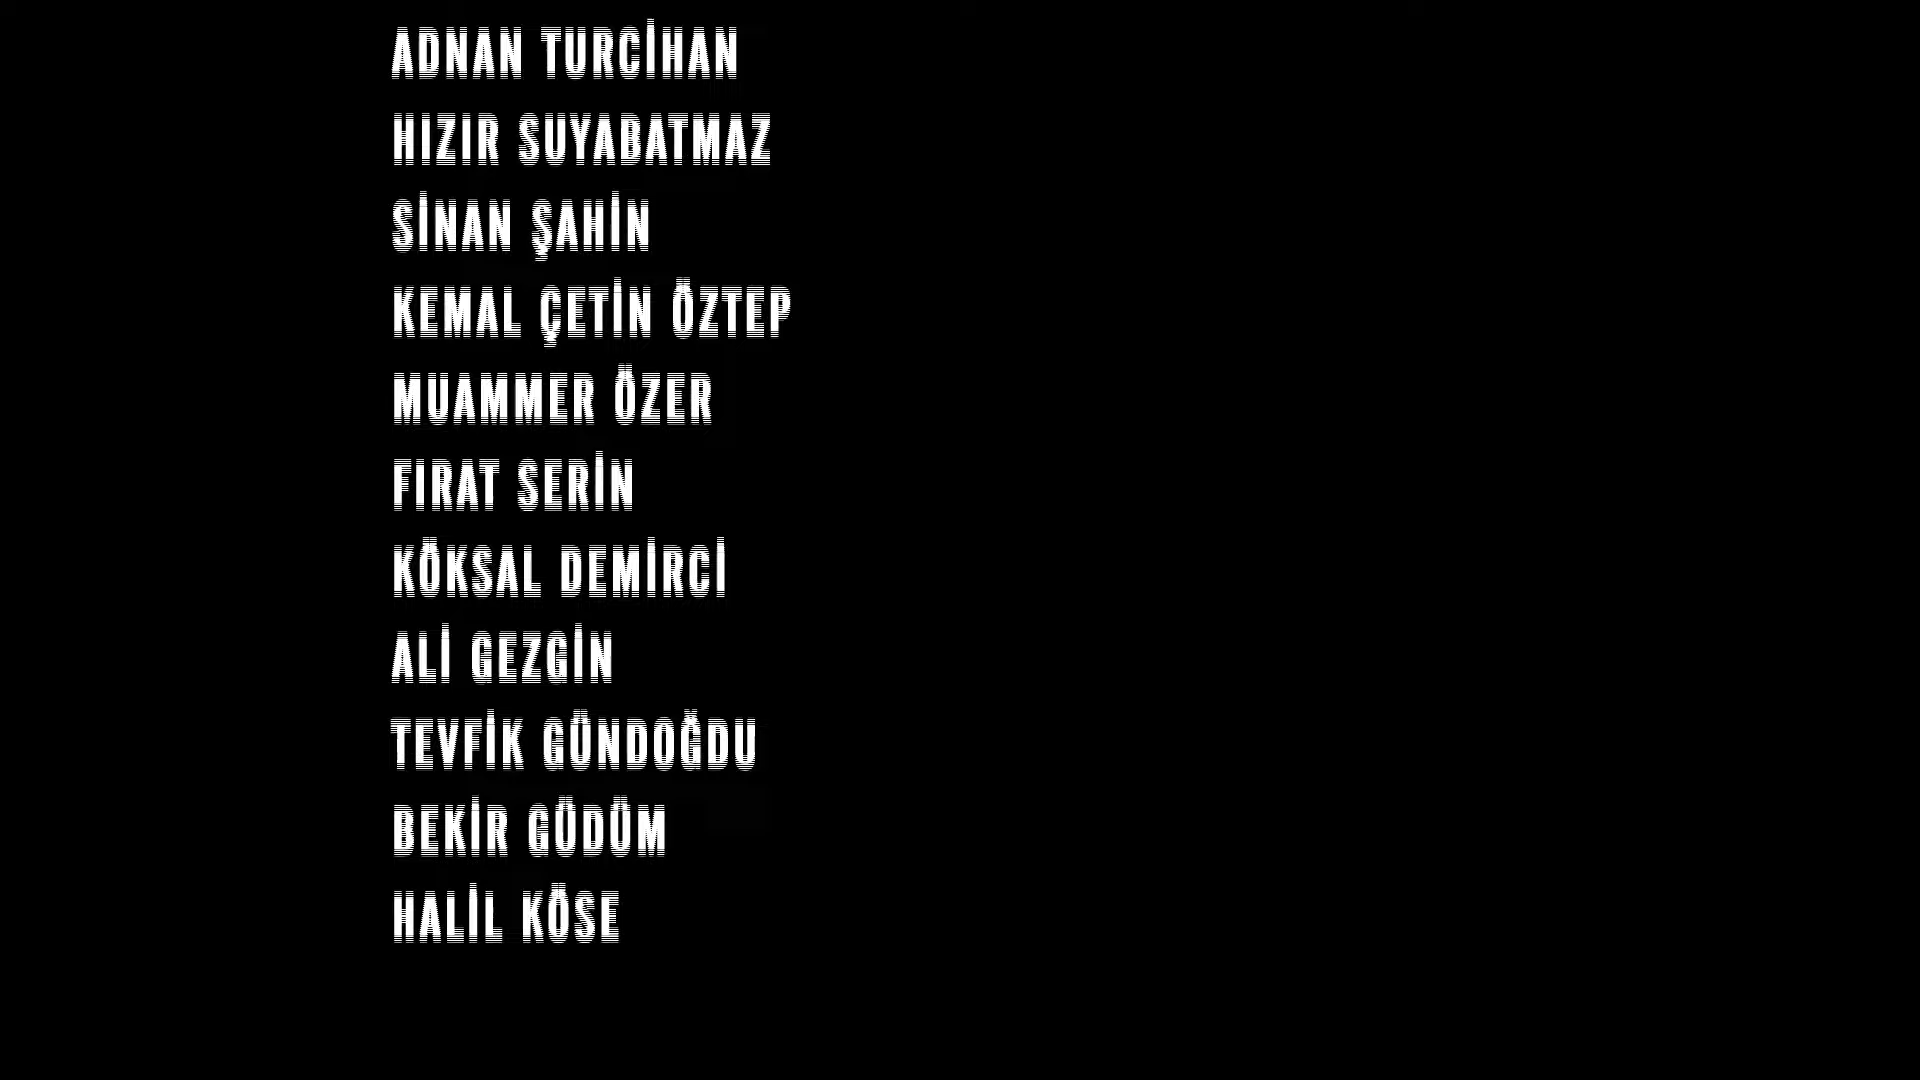 ADNAN TURCİHAN
HIZIR SUYABATMAZ
SİNAN ŞAHİN
KEMAL ÇETİN ÖZTEP
MUAMMER ÖZER
FIRAT SERİN
KÖKSAL DEMİRCİ
ALİ GEZGİN
TEVFİK GÜNDOĞDU
BEKİR GÜDÜM
HALİL KÖSE